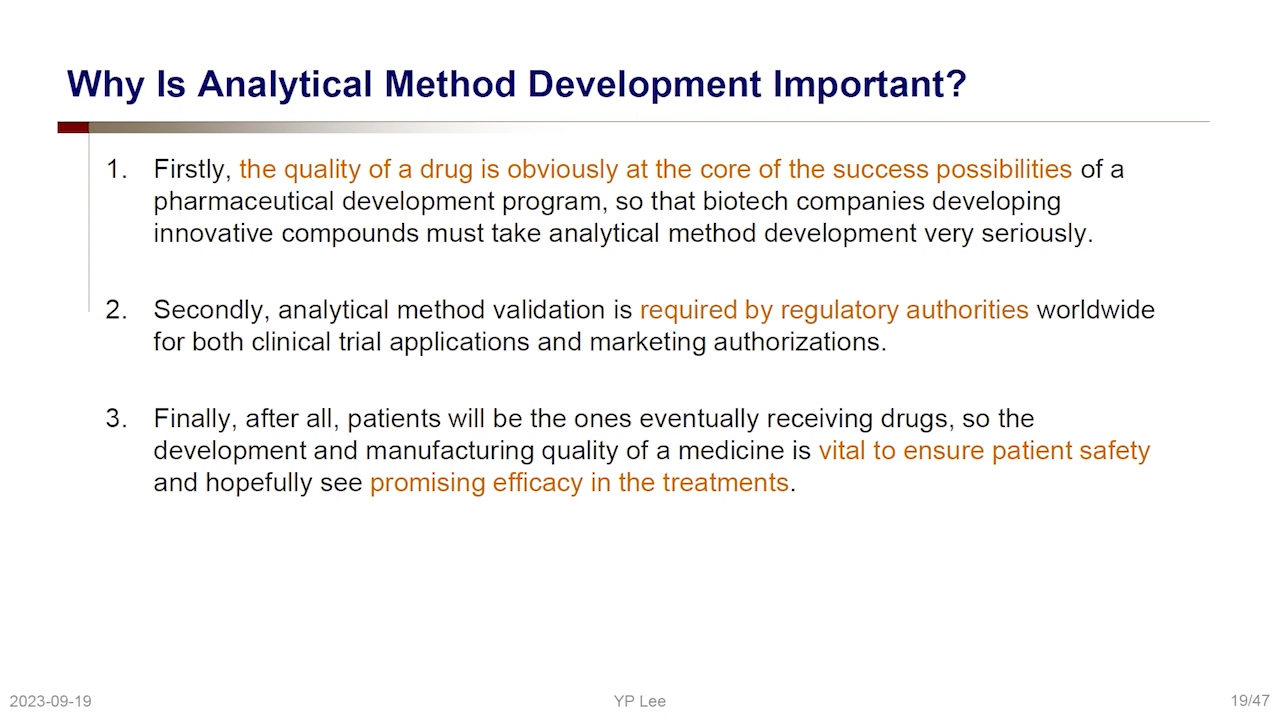 Why Is Analytical Method Development Important?
1. Firstly, the quality of a drug is obviously at the core of the success possibilities of a
pharmaceutical development program, so that biotech companies developing
innovative compounds must take analytical method development very seriously.
2. Secondly, analytical method validation is required by regulatory authorities worldwide
for both clinical trial applications and marketing authorizations.
3. Finally, after all, patients will be the ones eventually receiving drugs, so the
development and manufacturing quality of a medicine is vital to ensure patient safety
and hopefully see promising efficacy in the treatments.
2023-09-19
YP Lee
19/47